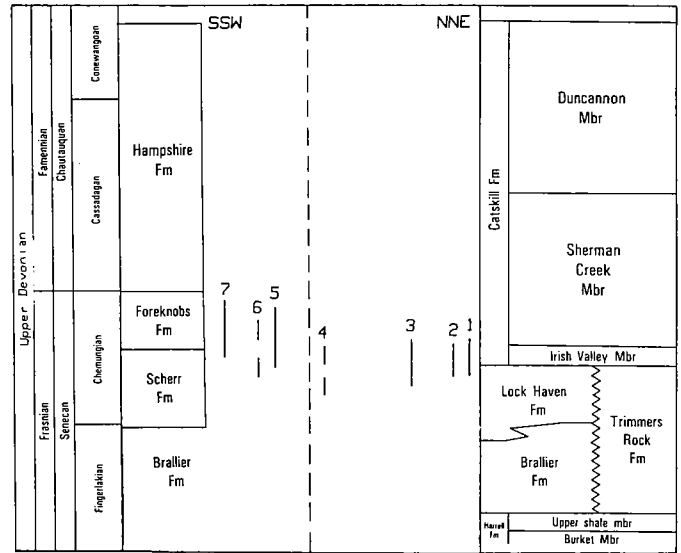 SSW
NNE
Upper Devonian
Famennian
Frasnian
Chautauquan
Senecan
Conewangoan
Cassadagan
Chemungian
Fingerlakian
Hampshire
Fm
Foreknobs
Fm
Scherr
Fm
Brallier
Fm
7
6
5
4
3
2
1
Catskill Fm
Duncannon
Mbr
Sherman
Creek
Mbr
Irish Valley Mbr
Lock Haven
Fm
Trimmers
Rock
Fm
Brallier
Fm
Harrell
Fm
Upper shale mbr
Burket Mbr